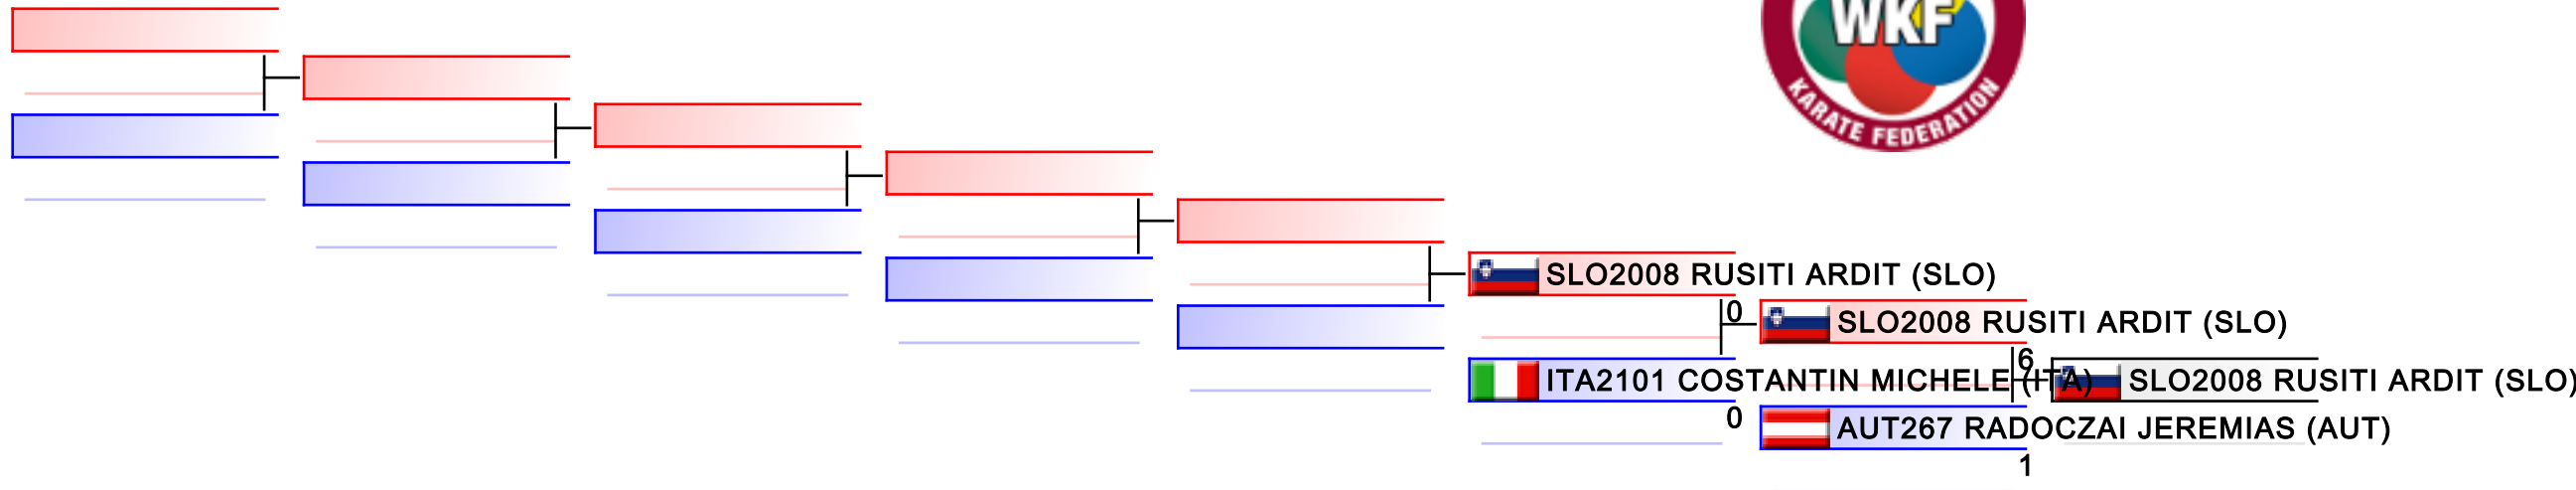 WKF
KARATE FEDERATION
SLO2008 RUSITI ARDIT (SLO)
0
SLO2008 RUSITI ARDIT (SLO)
6
ITA2101 COSTANTIN MICHELE (ITA)
SLO2008 RUSITI ARDIT (SLO)
0
AUT267 RADOCZAI JEREMIAS (AUT)
1